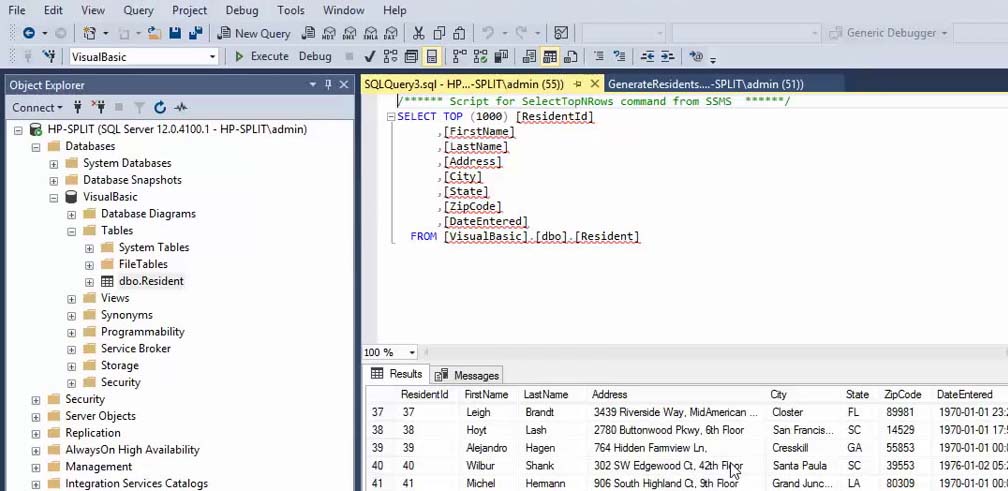 File Edit View Query Project Debug Tools Window Help
New Query MDX DMX XMLA DAX Generic Debugger
VisualBasic Execute Debug
Object Explorer
Connect
HP-SPLIT (SQL Server 12.0.4100.1 - HP-SPLIT\admin)
Databases
System Databases
Database Snapshots
VisualBasic
Database Diagrams
Tables
System Tables
FileTables
dbo.Resident
Views
Synonyms
Programmability
Service Broker
Storage
Security
Security
Server Objects
Replication
AlwaysOn High Availability
Management
Integration Services Catalogs
SQLQuery3.sql - HP...-SPLIT\admin (55)) GenerateResidents....-SPLIT\admin (51))
/****** Script for SelectTopNRows command from SSMS ******/
SELECT TOP (1000) [ResidentId]
,[FirstName]
,[LastName]
,[Address]
,[City]
,[State]
,[ZipCode]
,[DateEntered]
FROM [VisualBasic].[dbo].[Resident]
100 %
Results Messages
ResidentId FirstName LastName Address City State ZipCode DateEntered
37 37 Leigh Brandt 3439 Riverside Way, MidAmerican ... Closter FL 89981 1970-01-01 23:
38 38 Hoyt Lash 2780 Buttonwood Pkwy, 6th Floor San Francis... SC 14529 1970-01-01 17:
39 39 Alejandro Hagen 764 Hidden Farmview Ln, Cresskill GA 55853 1970-01-01
40 40 Wilbur Shank 302 SW Edgewood Ct, 42th Floor Santa Paula SC 39553 1976-01-02 05:
41 41 Michel Hermann 906 South Highland Ct, 9th Floor Grand Junc... LA 80309 1970-01-01